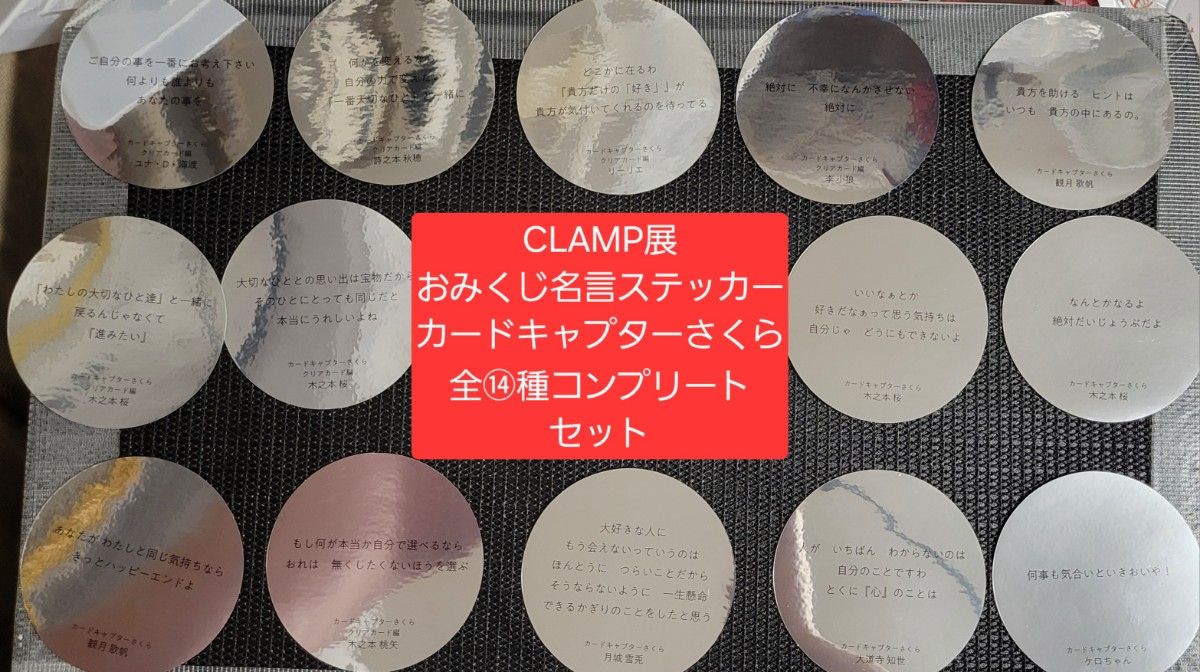 ご自分の事を一番にお考え下さい
何よりも誰よりも
あなたの事を
カードキャプターさくら
クリアカード編
ユナ・D・海渡
何かを変える
自分の力で変
一番大切なひと と一緒に
カードキャプターさくら
クリアカード編
詩之本 秋穂
どこかに在るわ
『貴方だけの「好き」』が
貴方が気付いてくれるのを待ってる
カードキャプターさくら
クリアカード編
リーリエ
絶対に 不幸になんかさせない
絶対に
カードキャプターさくら
クリアカード編
李 小狼
貴方を助ける ヒントは
いつも 貴方の中にあるの。
カードキャプターさくら
観月 歌帆
『わたしの大切なひと達』と一緒に
戻るんじゃなくて
『進みたい』
カードキャプターさくら
クリアカード編
木之本 桜
大切なひととの思い出は宝物だから
そのひとにとっても同じだと
本当にうれしいよね
カードキャプターさくら
クリアカード編
木之本 桜
CLAMP展
おみくじ名言ステッカー
カードキャプターさくら
全⑭種コンプリート
セット
いいなぁとか
好きだなぁって思う気持ちは
自分じゃ どうにもできないよ
カードキャプターさくら
木之本 桜
なんとかなるよ
絶対だいじょうぶだよ
カードキャプターさくら
木之本 桜
あなたがわたしと同じ気持ちなら
きっとハッピーエンドよ
カードキャプターさくら
観月 歌帆
もし何が本当か自分で選べるなら
おれは 無くしたくないほうを選ぶ
カードキャプターさくら
クリアカード編
木之本 桃矢
大好きな人に
もう会えないっていうのは
ほんとうに つらいことだから
そうならないように 一生懸命
できるかぎりのことをしたと思う
カードキャプターさくら
月城 雪兎
が いちばん わからないのは
自分のことですわ
とくに『心』のことは
カードキャプターさくら
大道寺 知世
何事も気合いといきおいや！
カードキャプターさくら
ケロちゃん